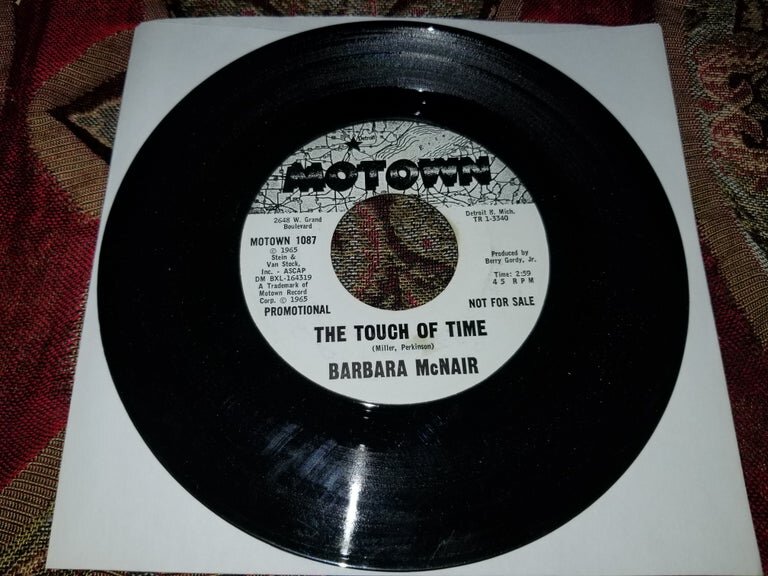 Detroit
MOTOWN
2648 W. Grand
Boulevard
Detroit 8. Mich.
TR 1-3340
MOTOWN 1087
© 1965
Stein &
Van Stock,
Inc. - ASCAP
DM BXL-164319
A Trademark of
Motown Record
Corp. © 1965
PROMOTIONAL
Produced by
Berry Gordy, Jr.
Time: 2:59
45 RPM
NOT FOR SALE
THE TOUCH OF TIME
(Miller, Perkinson)
BARBARA McNAIR